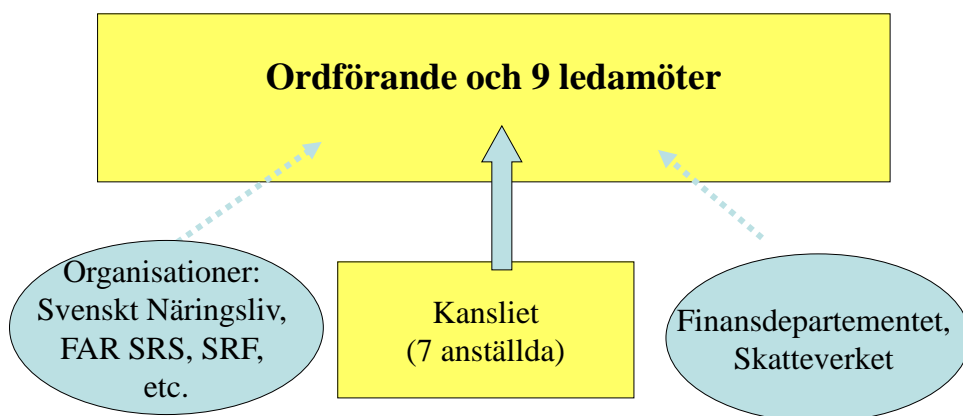 Ordförande och 9 ledamöter
Organisationer:
Svenskt Näringsliv,
FAR SRS, SRF,
etc.
Kansliet
(7 anställda)
Finansdepartementet,
Skatteverket